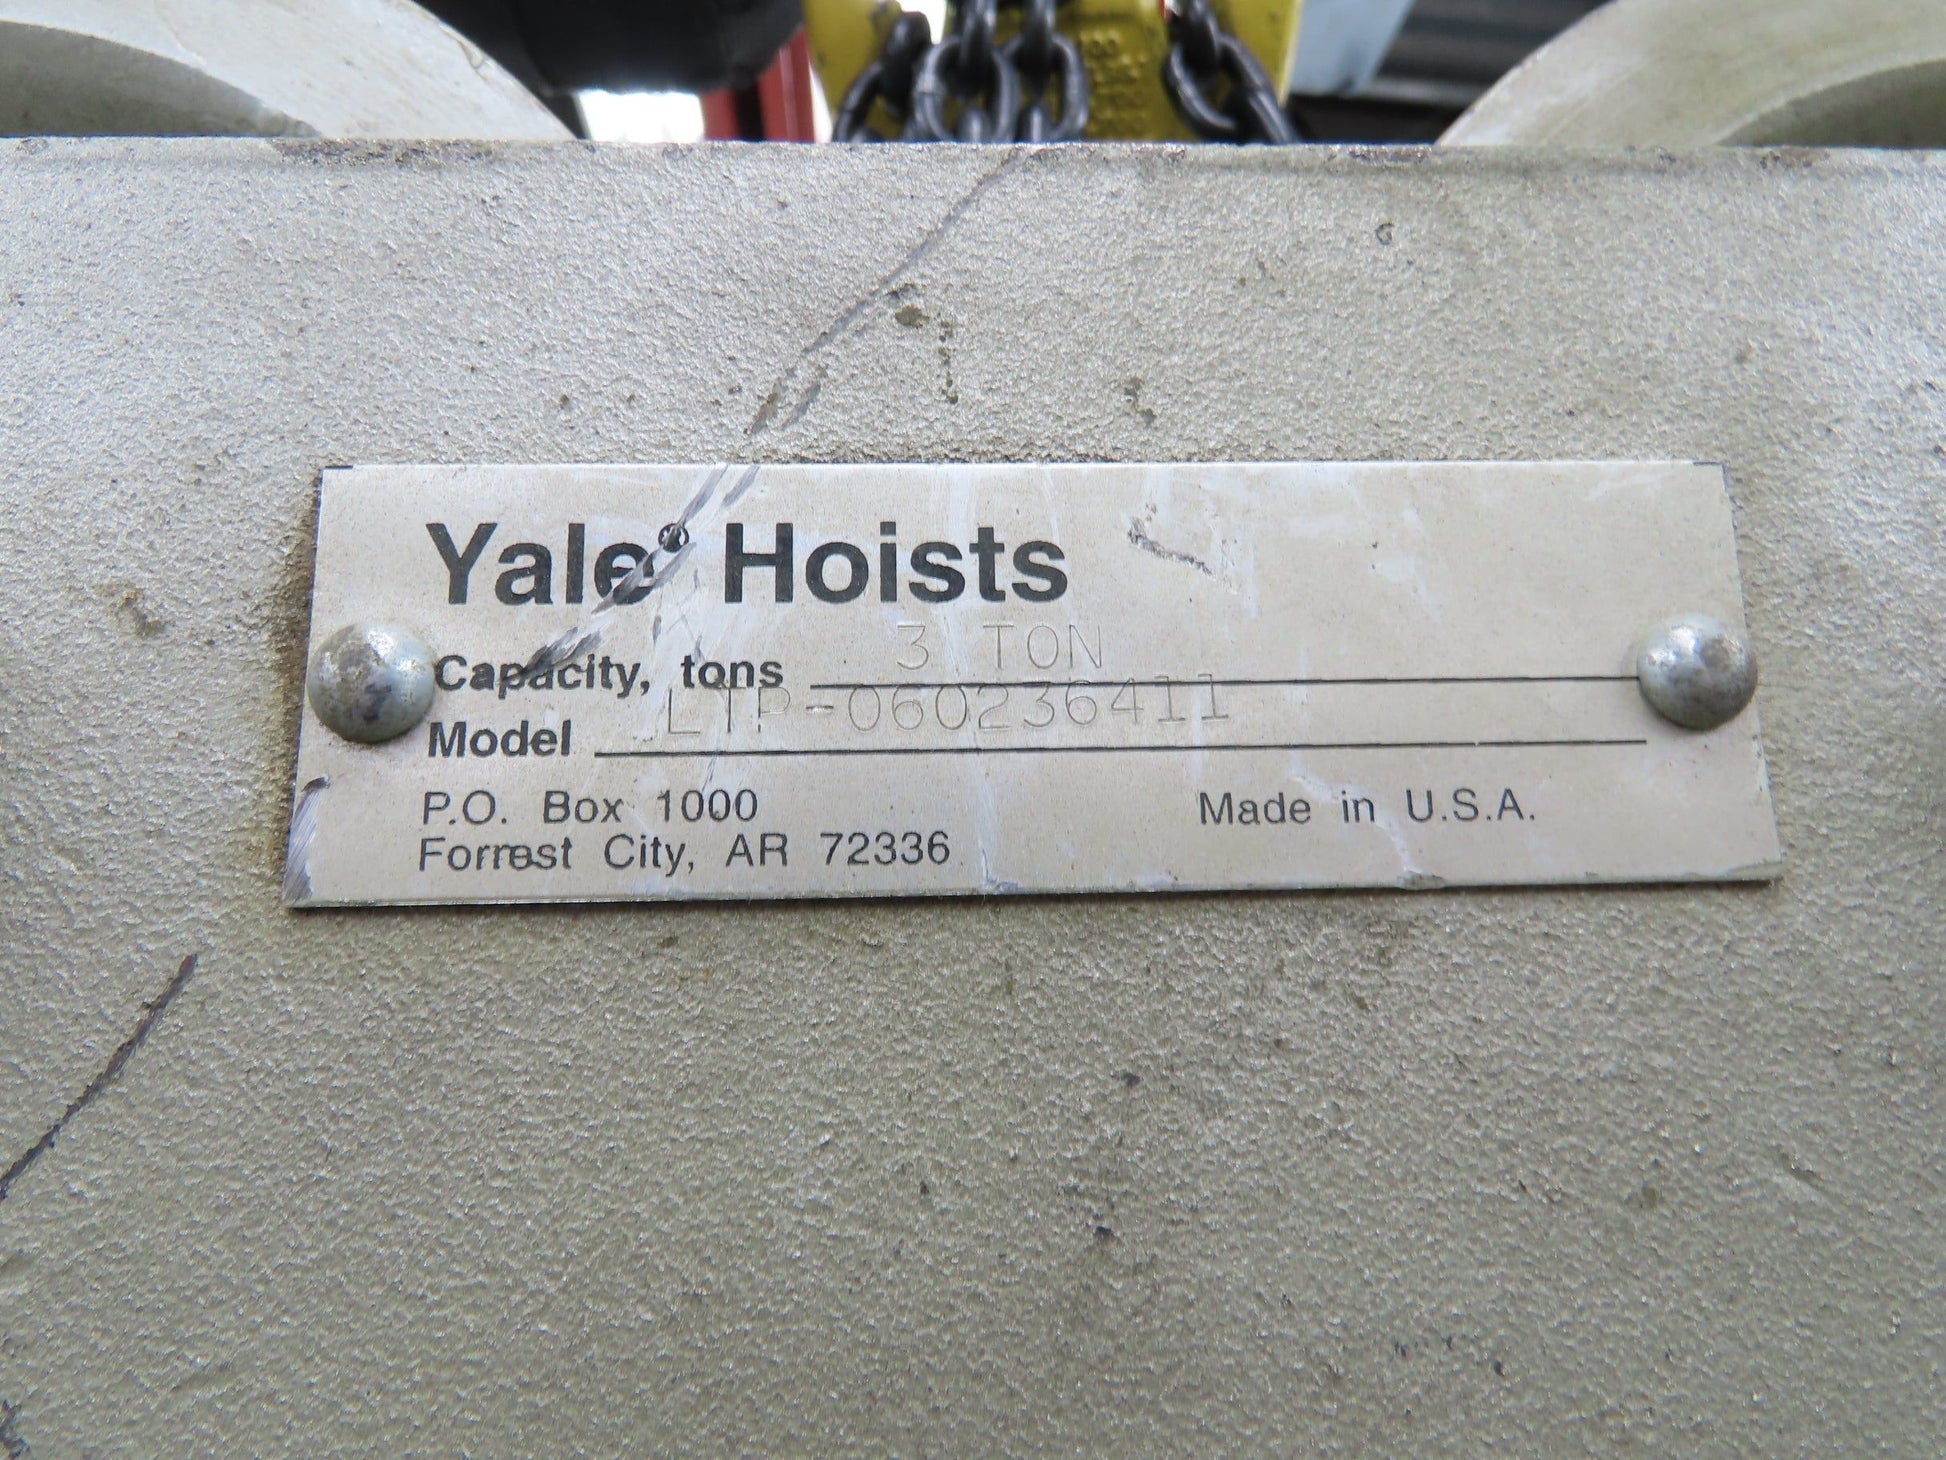 Yale® Hoists
Capacity, tons 3 TON
Model LTP-060236411
P.O. Box 1000
Forrest City, AR 72336
Made in U.S.A.